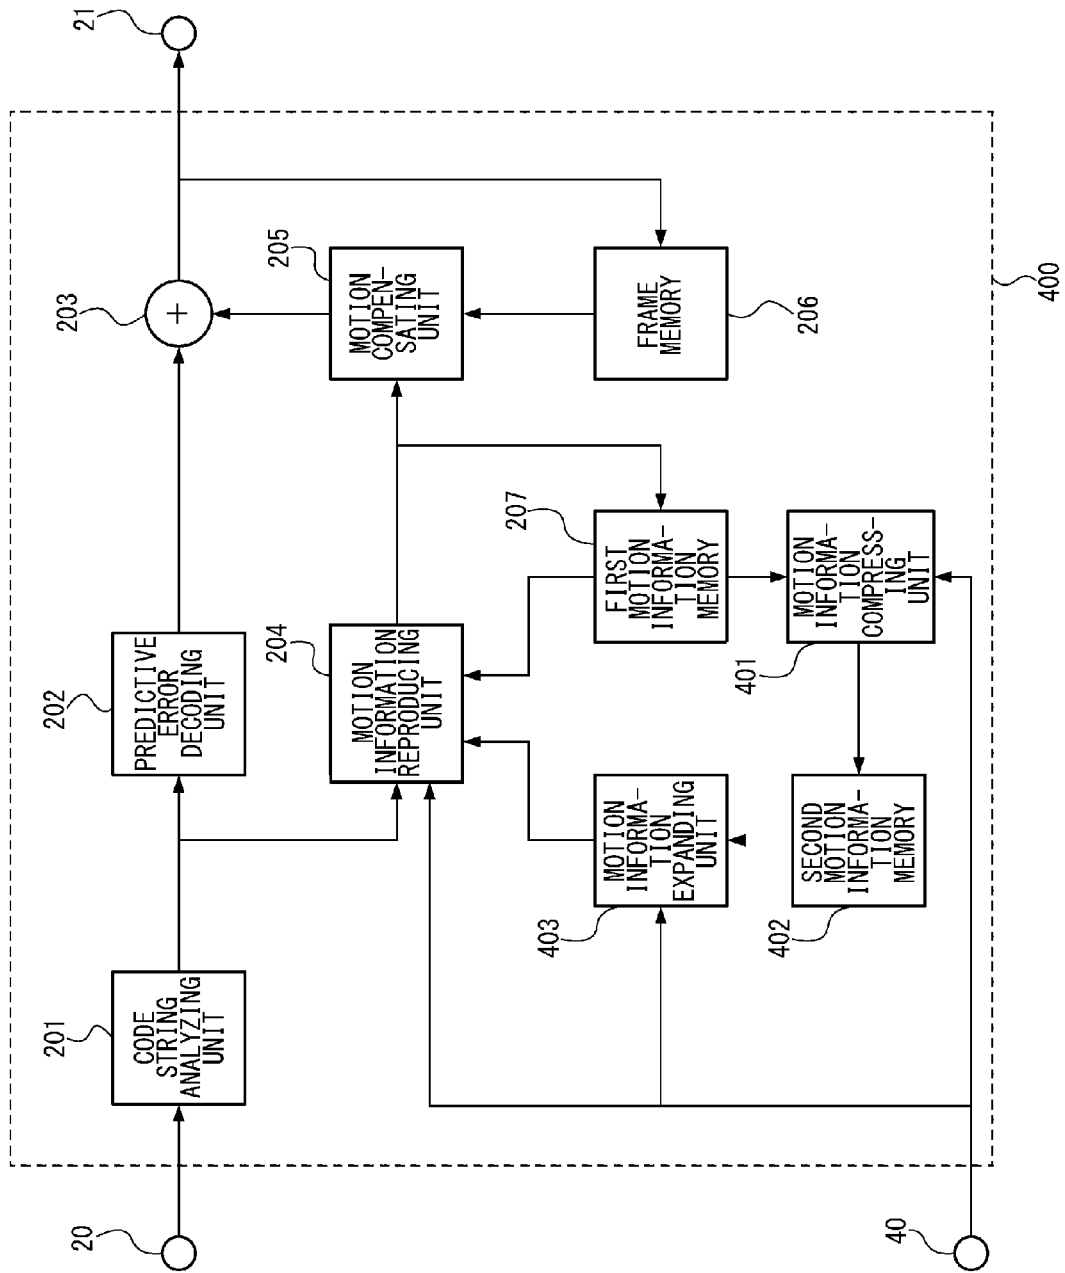 20
201
CODE
STRING
ANALYZING
UNIT
202
PREDICTIVE
ERROR
DECODING
UNIT
203
+
21
204
MOTION
INFORMATION
REPRODUCING
UNIT
205
MOTION
COMPEN-
SATING
UNIT
403
MOTION
INFORMA-
TION
EXPANDING
UNIT
207
FIRST
MOTION
INFORMA-
TION
MEMORY
FRAME
MEMORY
206
402
SECOND
MOTION
INFORMA-
TION
MEMORY
401
MOTION
INFORMA-
TION
COMPRESS-
ING
UNIT
40
400